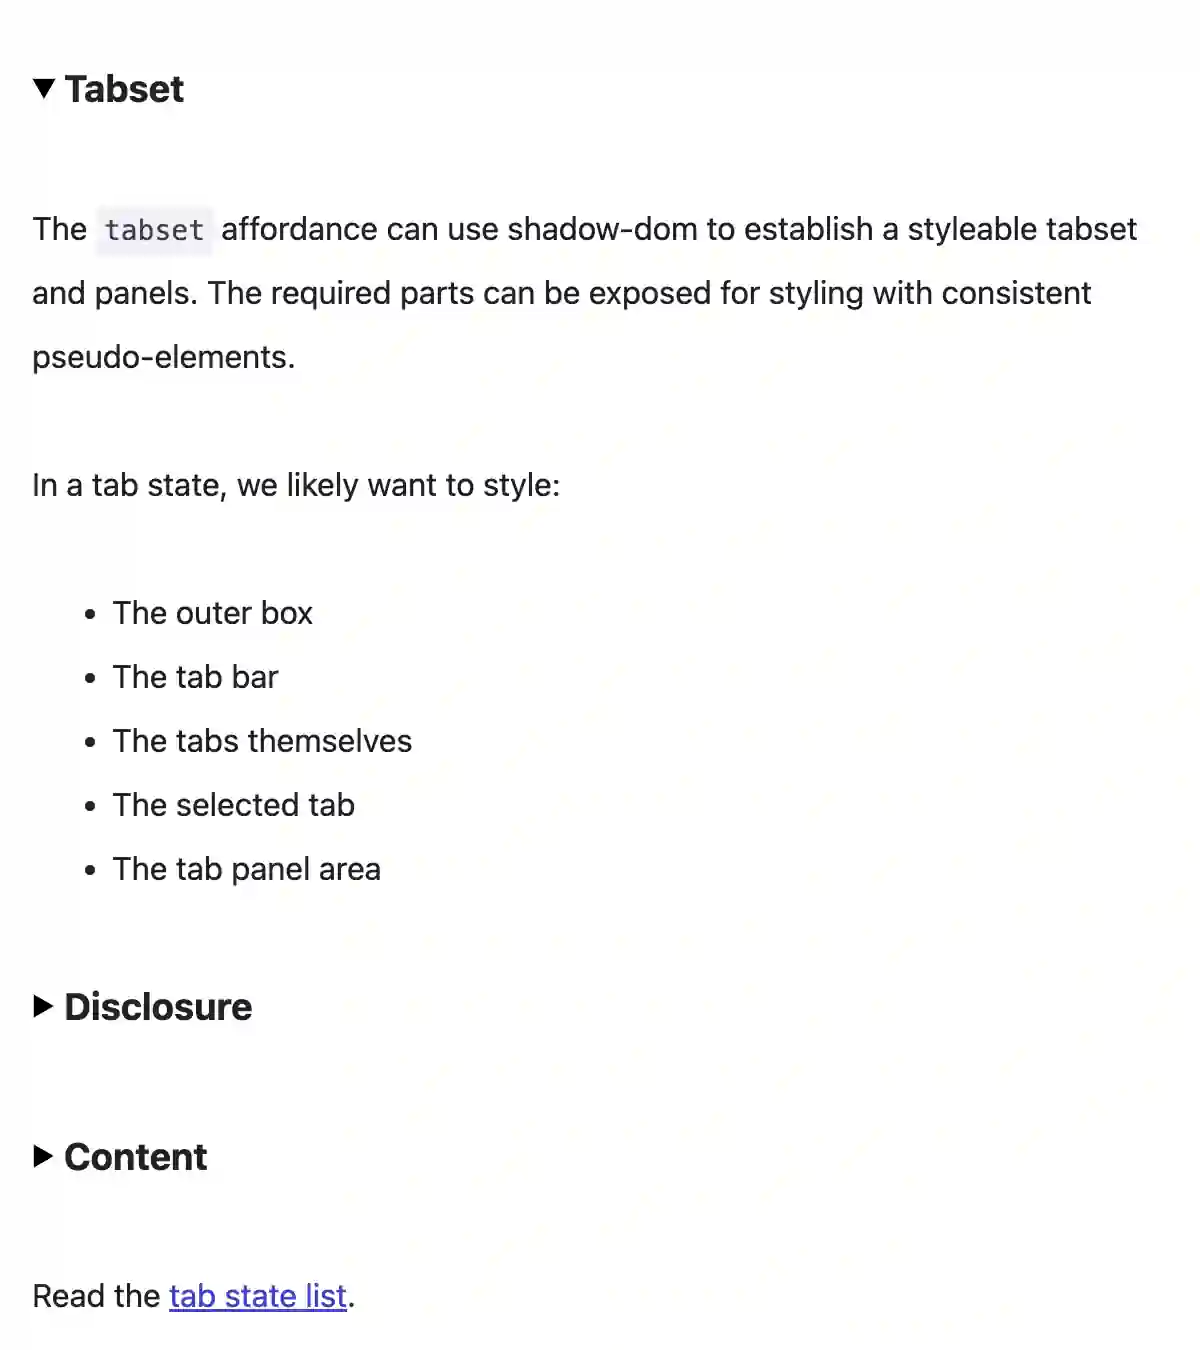 Tabset
The tabset affordance can use shadow-dom to establish a styleable tabset
and panels. The required parts can be exposed for styling with consistent
pseudo-elements.
In a tab state, we likely want to style:
• The outer box
• The tab bar
• The tabs themselves
• The selected tab
• The tab panel area
Disclosure
Content
Read the tab state list.